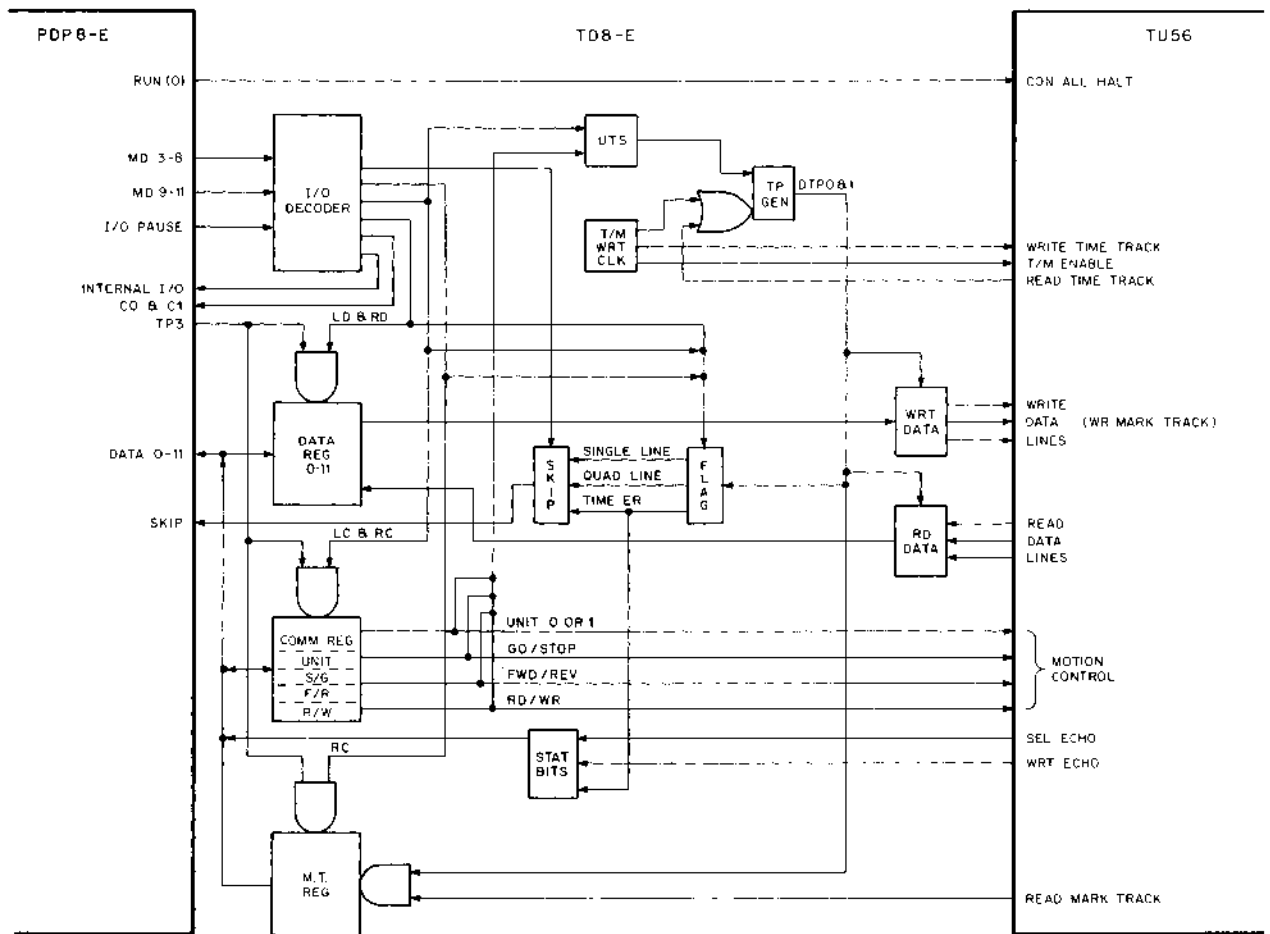 PDP8-E
TD8-E
TU56
RUN (0)
CON ALL HALT
UTS
MD 3-8
I/O
DECODER
TP
GEN
DTP0&1
MD 9-11
I/O PAUSE
T/M
WRT
CLK
WRITE TIME TRACK
T/M ENABLE
READ TIME TRACK
INTERNAL I/O
C0 & C1
TP3
LD & RD
WRT
DATA
WRITE
DATA (WR MARK TRACK)
LINES
DATA
REG
0-11
DATA 0-11
SKIP
SINGLE LINE
QUAD LINE
TIME ER
FLAG
SKIP
LC & RC
RD
DATA
READ
DATA
LINES
COMM REG
UNIT
S/G
F/R
R/W
UNIT 0 OR 1
GO/STOP
FWD/REV
RD/WR
MOTION
CONTROL
RC
STAT
BITS
SEL ECHO
WRT ECHO
M.T.
REG
READ MARK TRACK